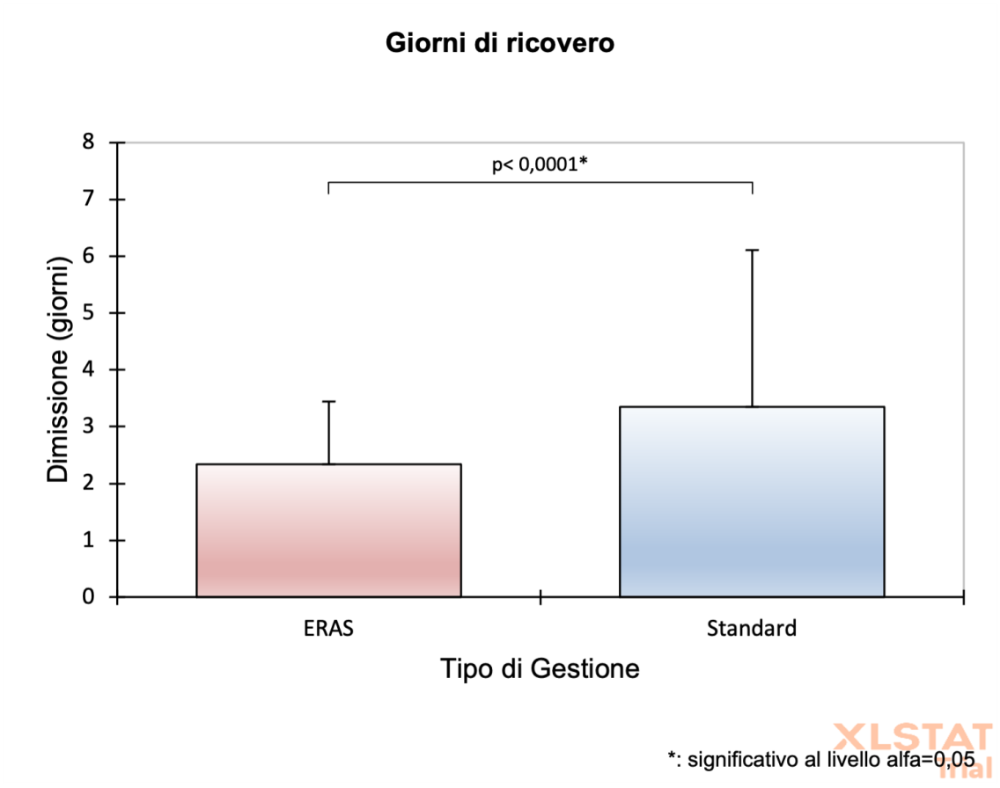 Giorni di ricovero
8
p< 0,0001*
7
6
5
4
3
2
1
0
Dimissione (giorni)
ERAS
Standard
Tipo di Gestione
XLSTAT
Trial
*: significativo al livello alfa=0,05